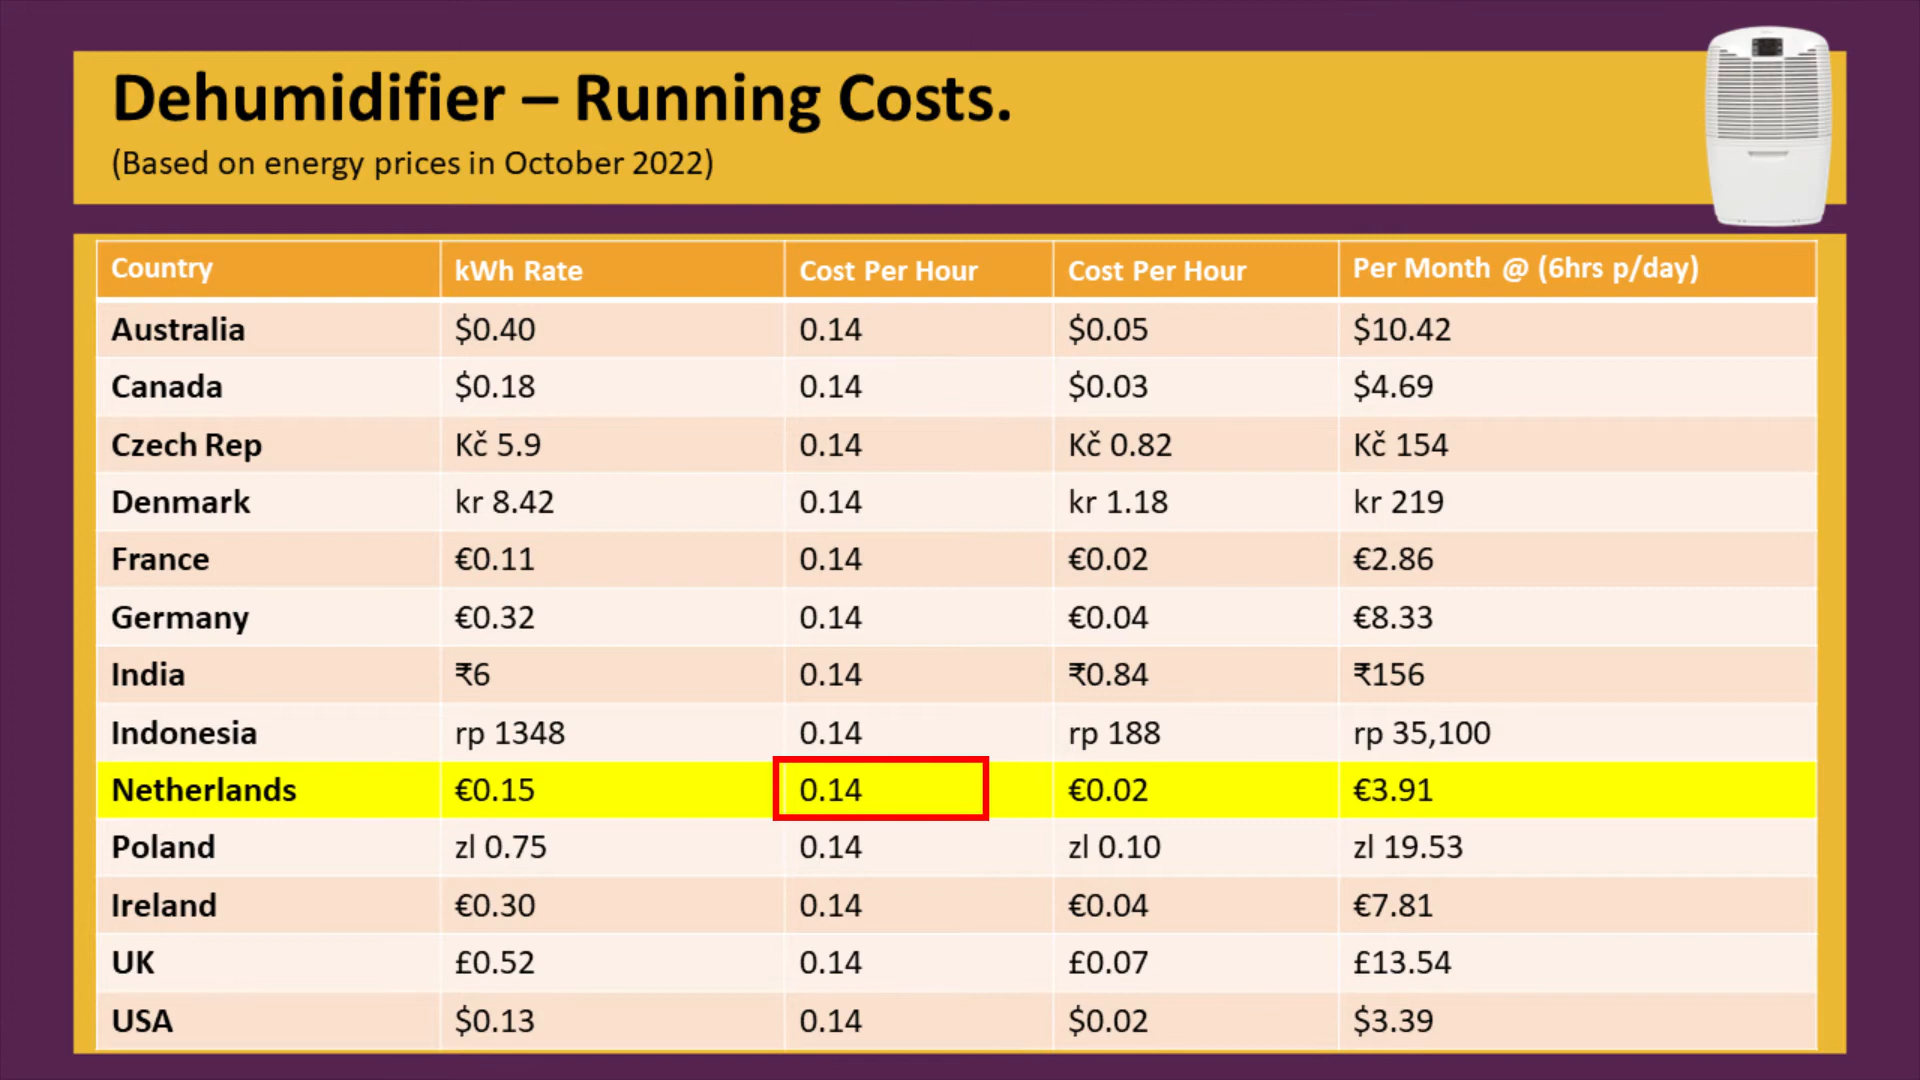 Dehumidifier – Running Costs.
(Based on energy prices in October 2022)
Country kWh Rate Cost Per Hour Cost Per Hour Per Month @ (6hrs p/day)
Australia $0.40 0.14 $0.05 $10.42
Canada $0.18 0.14 $0.03 $4.69
Czech Rep Kč 5.9 0.14 Kč 0.82 Kč 154
Denmark kr 8.42 0.14 kr 1.18 kr 219
France €0.11 0.14 €0.02 €2.86
Germany €0.32 0.14 €0.04 €8.33
India ₹6 0.14 ₹0.84 ₹156
Indonesia rp 1348 0.14 rp 188 rp 35,100
Netherlands €0.15 0.14 €0.02 €3.91
Poland zl 0.75 0.14 zl 0.10 zl 19.53
Ireland €0.30 0.14 €0.04 €7.81
UK £0.52 0.14 £0.07 £13.54
USA $0.13 0.14 $0.02 $3.39